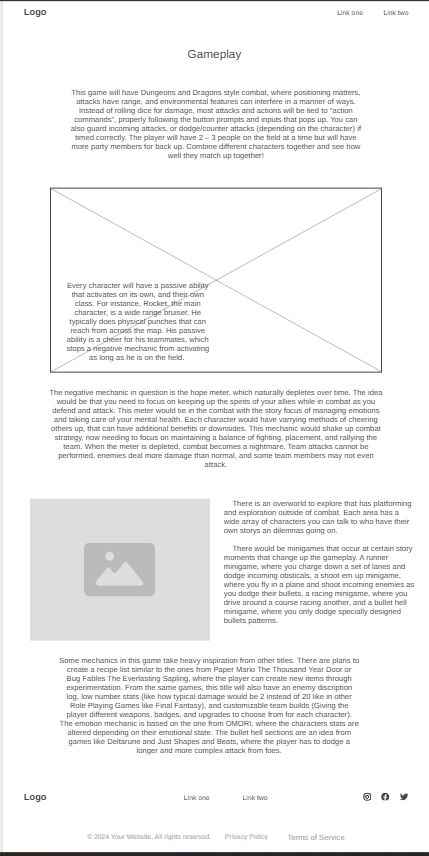 Logo Link one Link two
Gameplay
This game will have Dungeons and Dragons style combat, where positioning matters,
attacks have range, and environmental features can interfere in a manner of ways.
Instead of rolling dice for damage, most attacks and actions will be tied to “action
commands”, properly following the button prompts and inputs that pops up. You can
also guard incoming attacks, or dodge/counter attacks (depending on the character) if
timed correctly. The player will have 2 – 3 people on the field at a time but will have
more party members for back up. Combine different characters together and see how
well they match up together!
Every character will have a passive ability
that activates on its own, and their own
class. For instance, Rocket, the main
character, is a wide range bruiser. He
typically does physical punches that can
reach from across the map. His passive
ability is a cheer for his teammates, which
stops a negative mechanic from activating
as long as he is on the field.
The negative mechanic in question is the hope meter, which naturally depletes over time. The idea
would be that you need to focus on keeping up the spirits of your allies while in combat as you
defend and attack. This meter would be in the combat with the story focus of managing emotions
and taking care of your mental health. Each character would have varrying methods of cheering
others up, that can have additional benefits or downsides. This mechanic would shake up combat
strategy, now needing to focus on maintaining a balance of fighting, placement, and rallying the
team. When the meter is depleted, combat becomes a nightmare. Team attacks cannot be
performed, enemies deal more damage than normal, and some team members may not even
attack.
There is an overworld to explore that has platforming
and exploration outside of combat. Each area has a
wide array of characters you can talk to who have their
own storys an dilemnas going on.
There would be minigames that occur at certain story
moments that change up the gameplay. A runner
minigame, where you charge down a set of lanes and
dodge incoming obsticals, a shoot em up minigame,
where you fly in a plane and shoot incoming enemies as
you dodge their bullets, a racing minigame, where you
drive around a course racing another, and a bullet hell
minigame, where you only dodge specially designed
bullets patterns.
Some mechanics in this game take heavy inspiration from other titles. There are plans to
create a recipe list similar to the ones from Paper Mario The Thousand Year Door or
Bug Fables The Everlasting Sapling, where the player can create new items through
experimentation. From the same games, this title will also have an enemy discription
log, low number stats (like how typical damage would be 2 instead of 20 like in other
Role Playing Games like Final Fantasy), and customizable team builds (Giving the
player different weapons, badges, and upgrades to choose from for each character).
The emotion mechanic is based on the one from OMORI, where the characters stats are
altered depending on their emotional state. The bullet hell sections are an idea from
games like Deltarune and Just Shapes and Beats, where the player has to dodge a
longer and more complex attack from foes.
Logo Link one Link two
© 2024 Your Website. All rights reserved. Privacy Policy Terms of Service